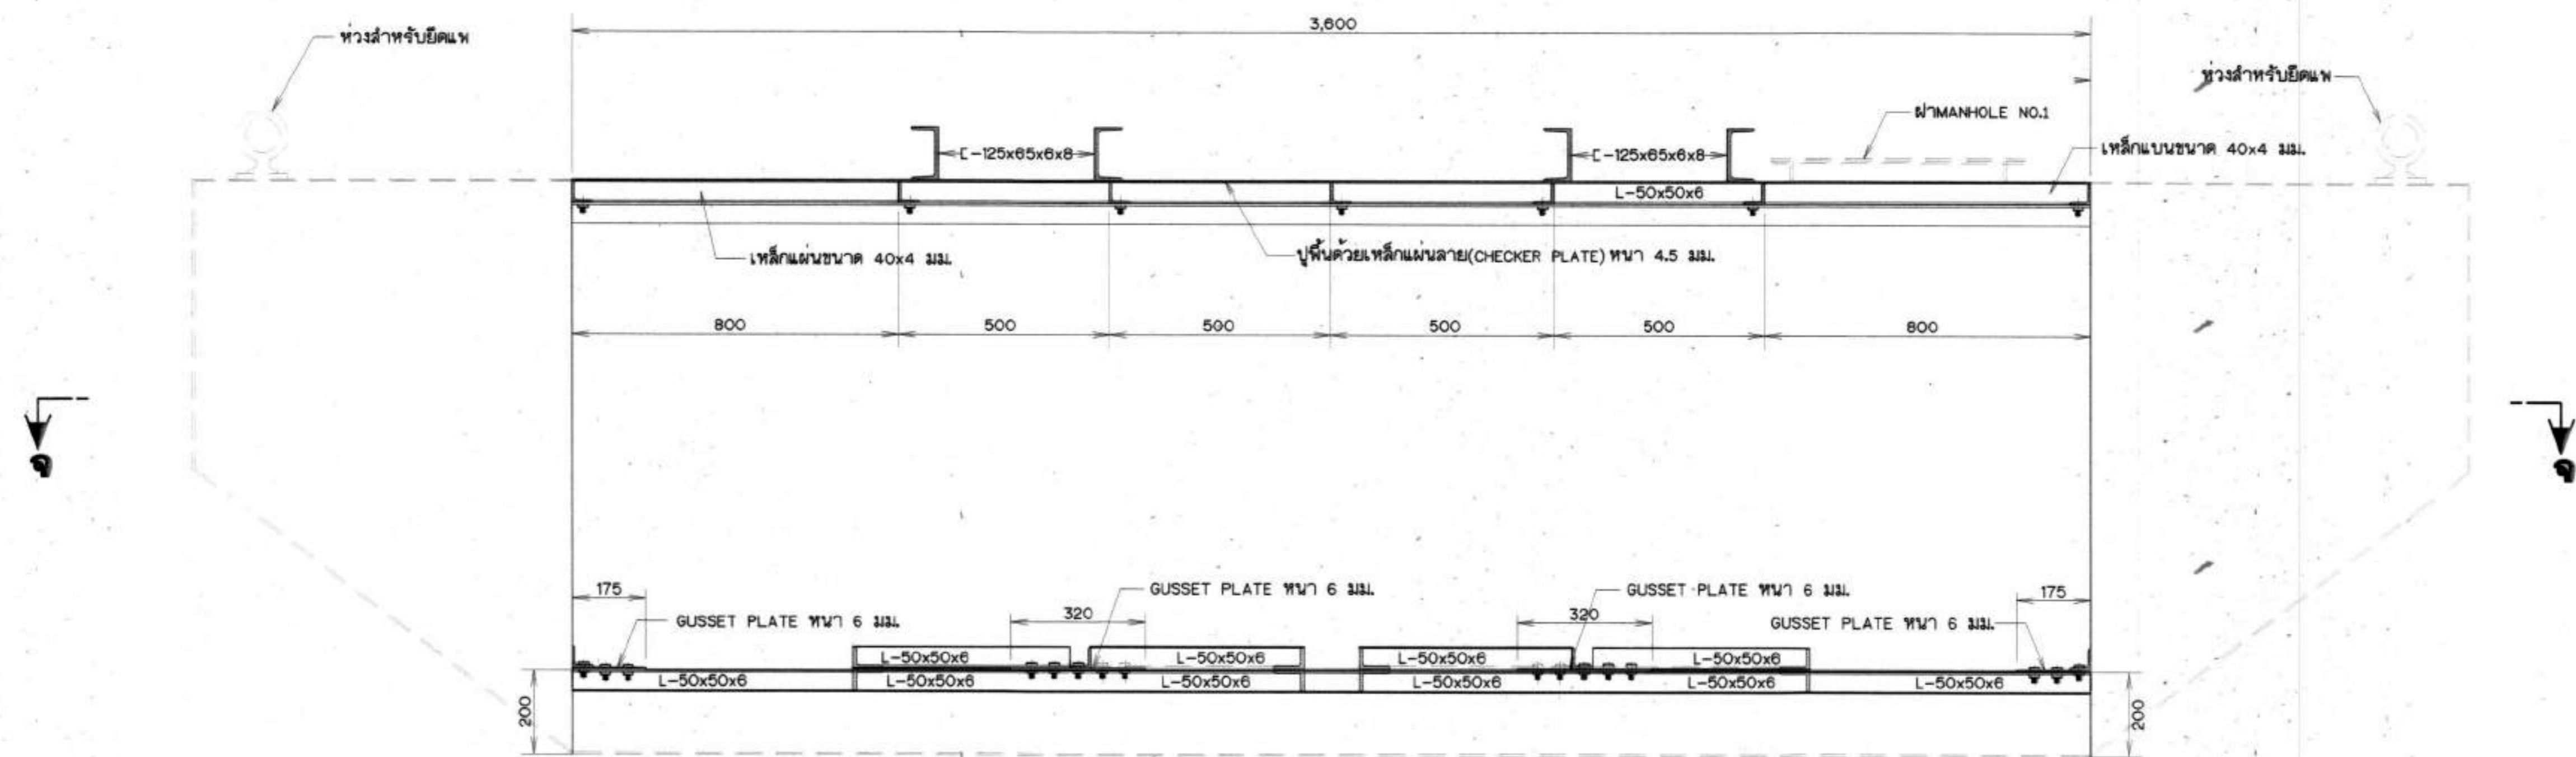 3,600
ห่วงสำหรับยึดแพ
ห่วงสำหรับยึดแพ
ฝาMANHOLE NO.1
[-125x65x6x8
[-125x65x6x8
เหล็กแบนขนาด 40x4 มม.
L-50x50x6
เหล็กแผ่นขนาด 40x4 มม.
ปูพื้นด้วยเหล็กแผ่นลาย(CHECKER PLATE) หนา 4.5 มม.
800 500 500 500 500 800
จ จ
175 GUSSET PLATE หนา 6 มม. GUSSET PLATE หนา 6 มม. 175
GUSSET PLATE หนา 6 มม. 320 320 GUSSET PLATE หนา 6 มม.
L-50x50x6 L-50x50x6 L-50x50x6 L-50x50x6
L-50x50x6 L-50x50x6 L-50x50x6 L-50x50x6 L-50x50x6 L-50x50x6
200 200